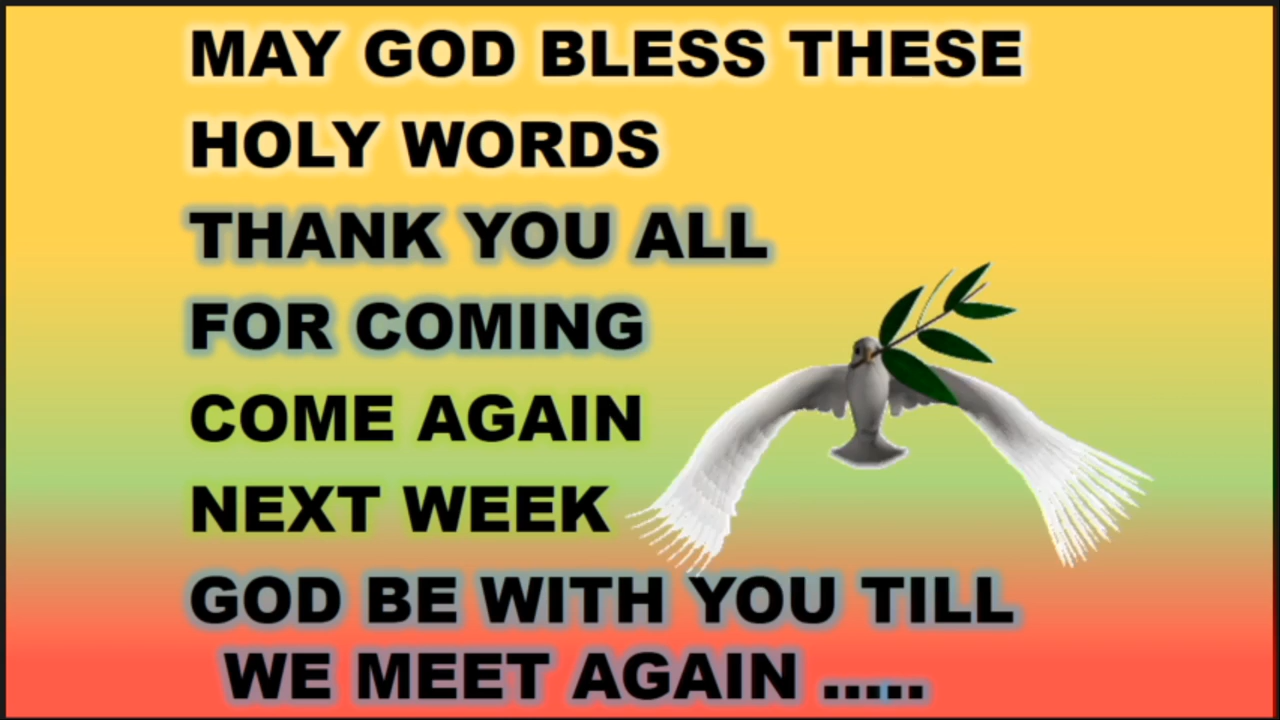 MAY GOD BLESS THESE
HOLY WORDS
THANK YOU ALL
FOR COMING
COME AGAIN
NEXT WEEK
GOD BE WITH YOU TILL
WE MEET AGAIN .....